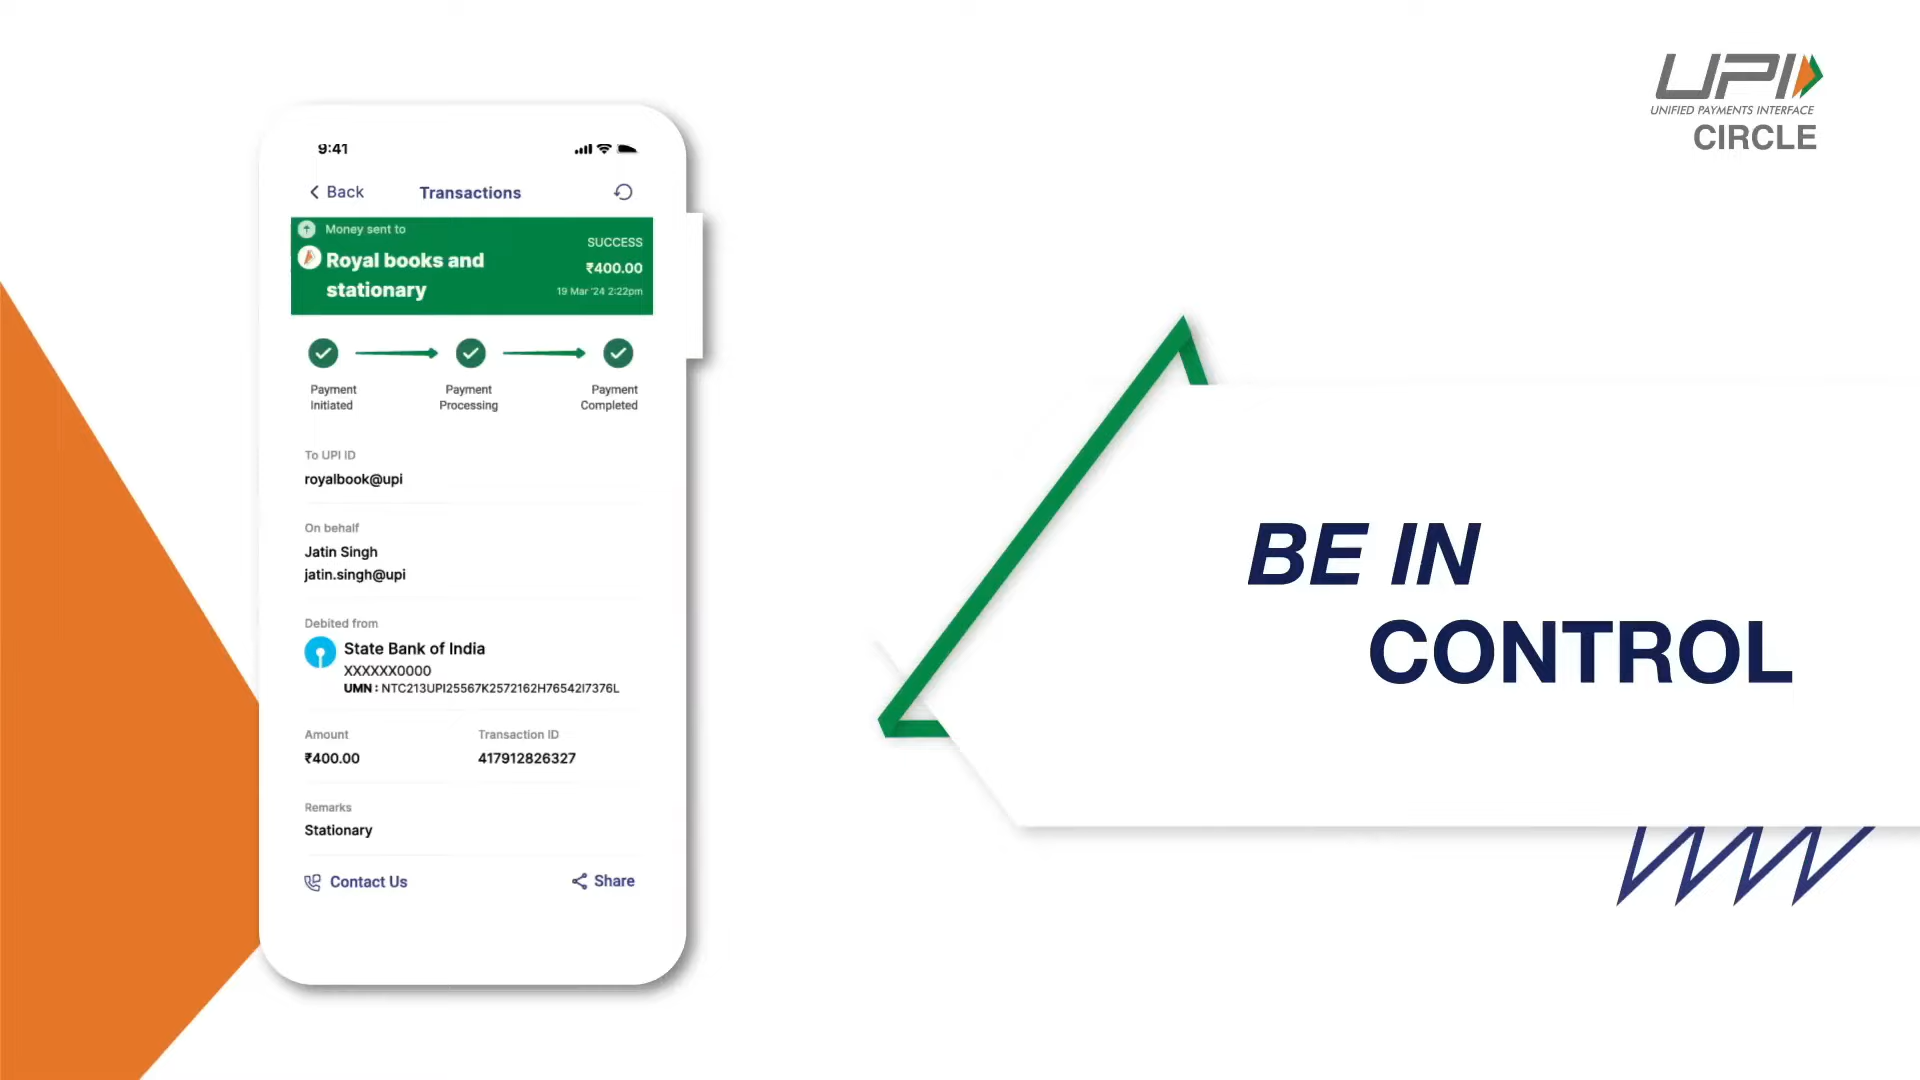 UPI
UNIFIED PAYMENTS INTERFACE
CIRCLE
9:41
Back
Transactions
Money sent to
Royal books and
stationary
SUCCESS
₹400.00
19 Mar '24 2:22pm
Payment
Initiated
Payment
Processing
Payment
Completed
To UPI ID
royalbook@upi
On behalf
Jatin Singh
jatin.singh@upi
Debited from
State Bank of India
XXXXXX0000
UMN : NTC213UPI25567K2572162H76542I7376L
Amount
₹400.00
Transaction ID
417912826327
Remarks
Stationary
Contact Us
Share
BE IN
CONTROL